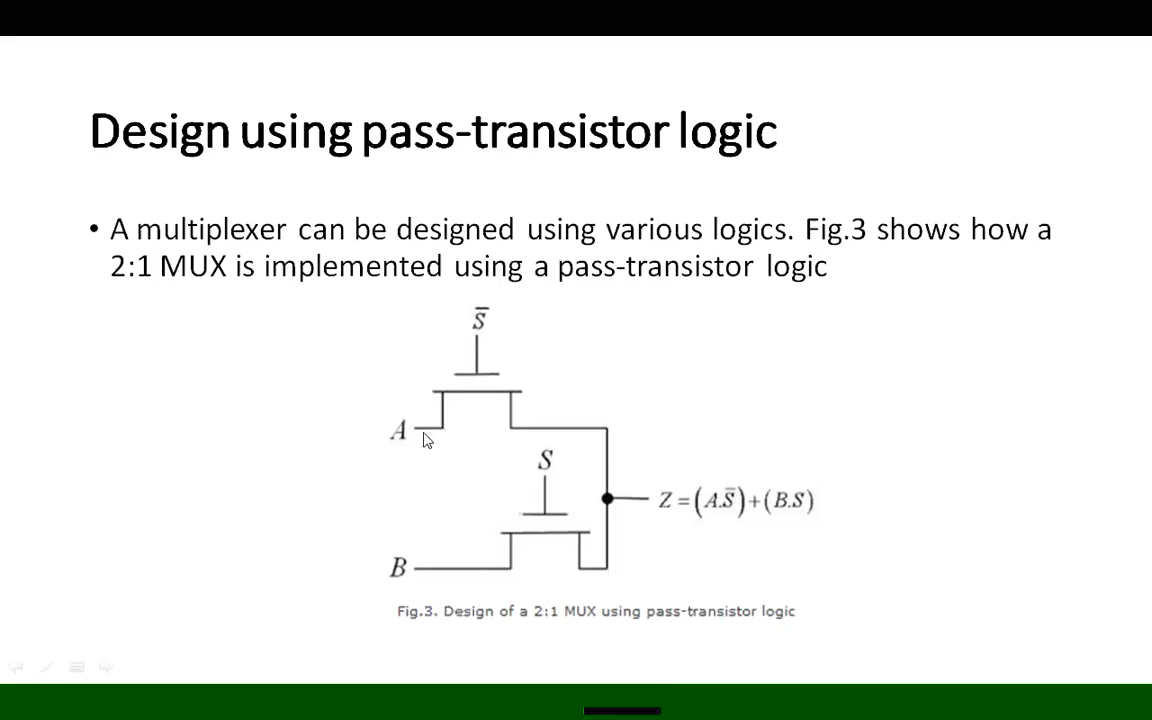 Design using pass-transistor logic
• A multiplexer can be designed using various logics. Fig.3 shows how a
2:1 MUX is implemented using a pass-transistor logic
S̅
A
S
Z = (A.S̅) + (B.S)
B
Fig.3. Design of a 2:1 MUX using pass-transistor logic